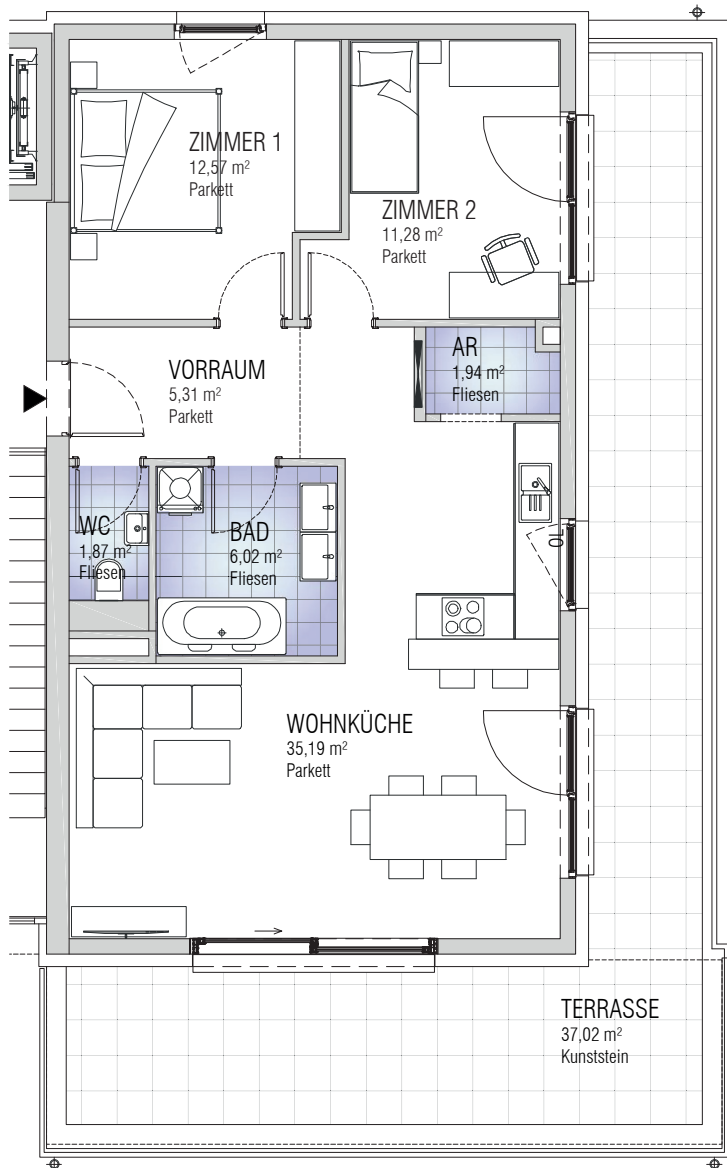 ZIMMER 1
12,57 m²
Parkett
ZIMMER 2
11,28 m²
Parkett
VORRAUM
5,31 m²
Parkett
AR
1,94 m²
Fliesen
WC
1,87 m²
Fliesen
BAD
6,02 m²
Fliesen
WOHNKÜCHE
35,19 m²
Parkett
TERRASSE
37,02 m²
Kunststein